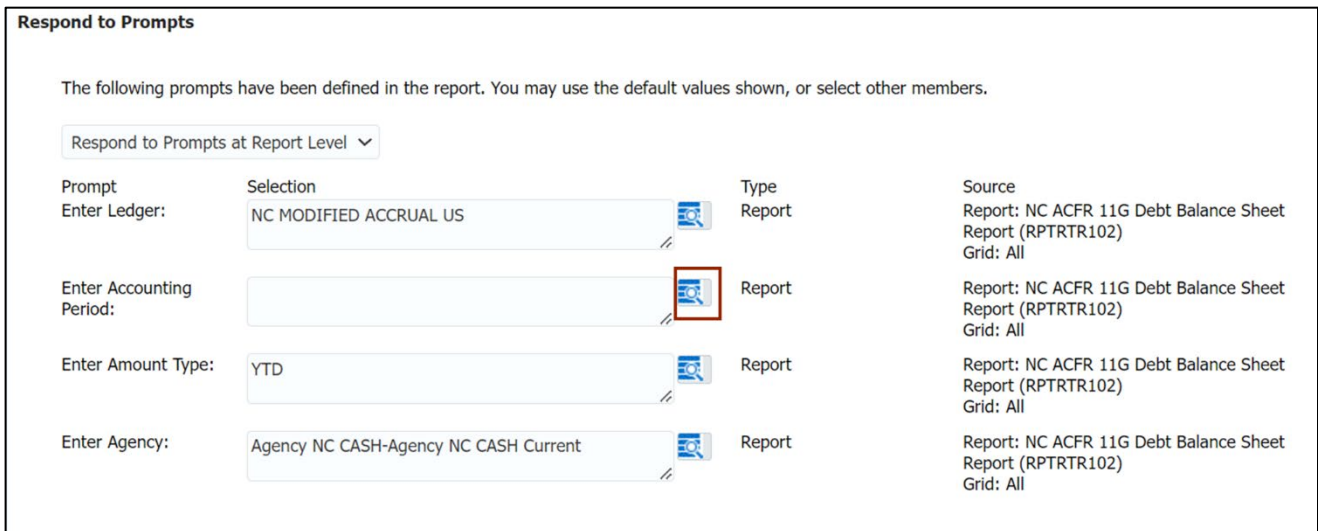 Respond to Prompts
The following prompts have been defined in the report. You may use the default values shown, or select other members.
Respond to Prompts at Report Level
Prompt Selection Type Source
Enter Ledger: NC MODIFIED ACCRUAL US Report Report: NC ACFR 11G Debt Balance Sheet
Report (RPTRTR102)
Grid: All
Enter Accounting Report Report: NC ACFR 11G Debt Balance Sheet
Period: Report (RPTRTR102)
Grid: All
Enter Amount Type: YTD Report Report: NC ACFR 11G Debt Balance Sheet
Report (RPTRTR102)
Grid: All
Enter Agency: Agency NC CASH-Agency NC CASH Current Report Report: NC ACFR 11G Debt Balance Sheet
Report (RPTRTR102)
Grid: All